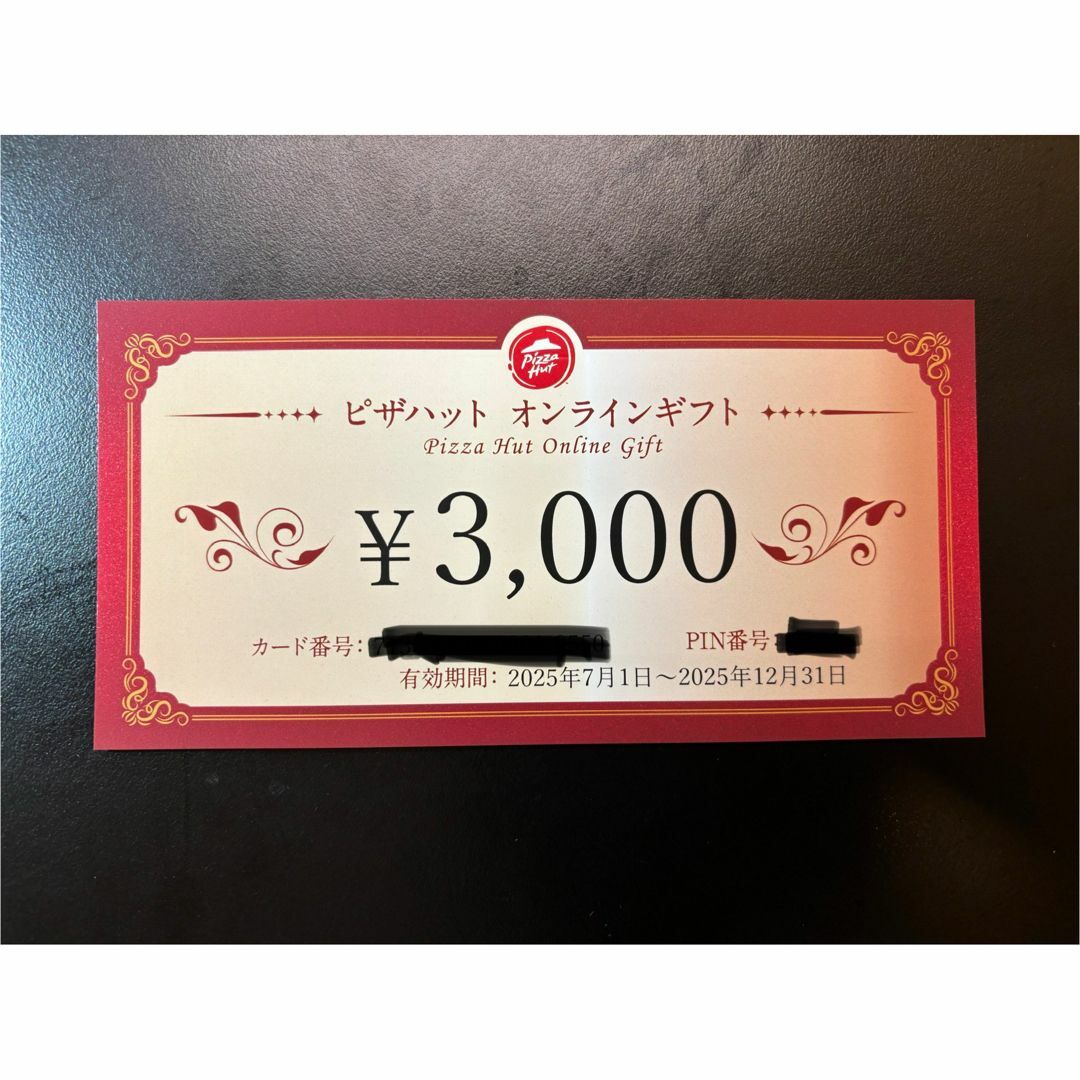 Pizza
Hut
ピザハット オンラインギフト
Pizza Hut Online Gift
¥3,000
カード番号:
PIN番号:
有効期間: 2025年7月1日～2025年12月31日